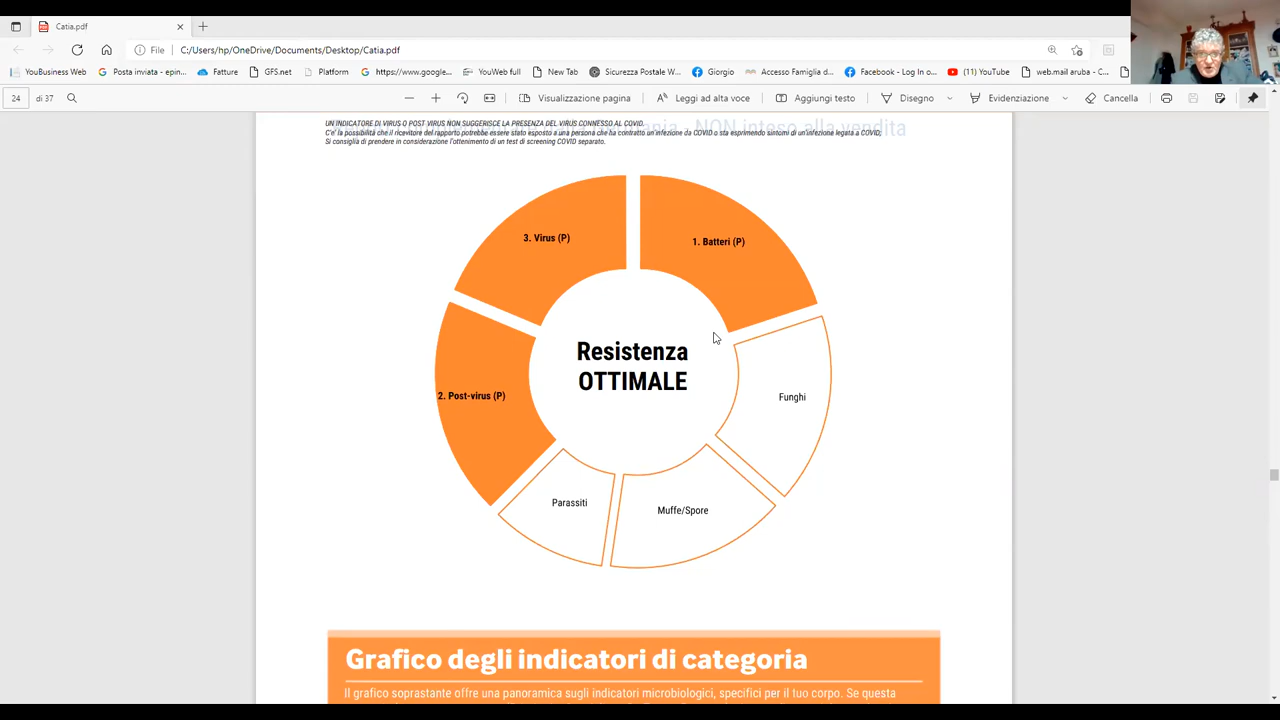 Catia.pdf
File C:/Users/hp/OneDrive/Documents/Desktop/Catia.pdf
YouBusiness Web Posta inviata - epin... Fatture GFS.net Platform https://www.google... YouWeb full New Tab Sicurezza Postale W... Giorgio Accesso Famiglia d... Facebook - Log In o... (11) YouTube web.mail aruba - C...
24 di 37 Visualizzazione pagina Leggi ad alta voce Aggiungi testo Disegno Evidenziazione Cancella
UN'INDICATORE DI VIRUS O POST VIRUS NON SUGGERISCE LA PRESENZA DEL VIRUS CONNESSO AL COVID.
NON inteso alla vendita
C'e' la possibilità che il ricevitore del rapporto potrebbe essere stato esposto a una persona che ha contratto un'infezione da COVID o sta esprimendo sintomi di un'infezione legata a COVID;
Si consiglia di prendere in considerazione l'ottenimento di un test di screening COVID separato.
3. Virus (P)
1. Batteri (P)
Resistenza
OTTIMALE
2. Post-virus (P)
Funghi
Parassiti
Muffe/Spore
Grafico degli indicatori di categoria
Il grafico soprastante offre una panoramica sugli indicatori microbiologici, specifici per il tuo corpo. Se questa